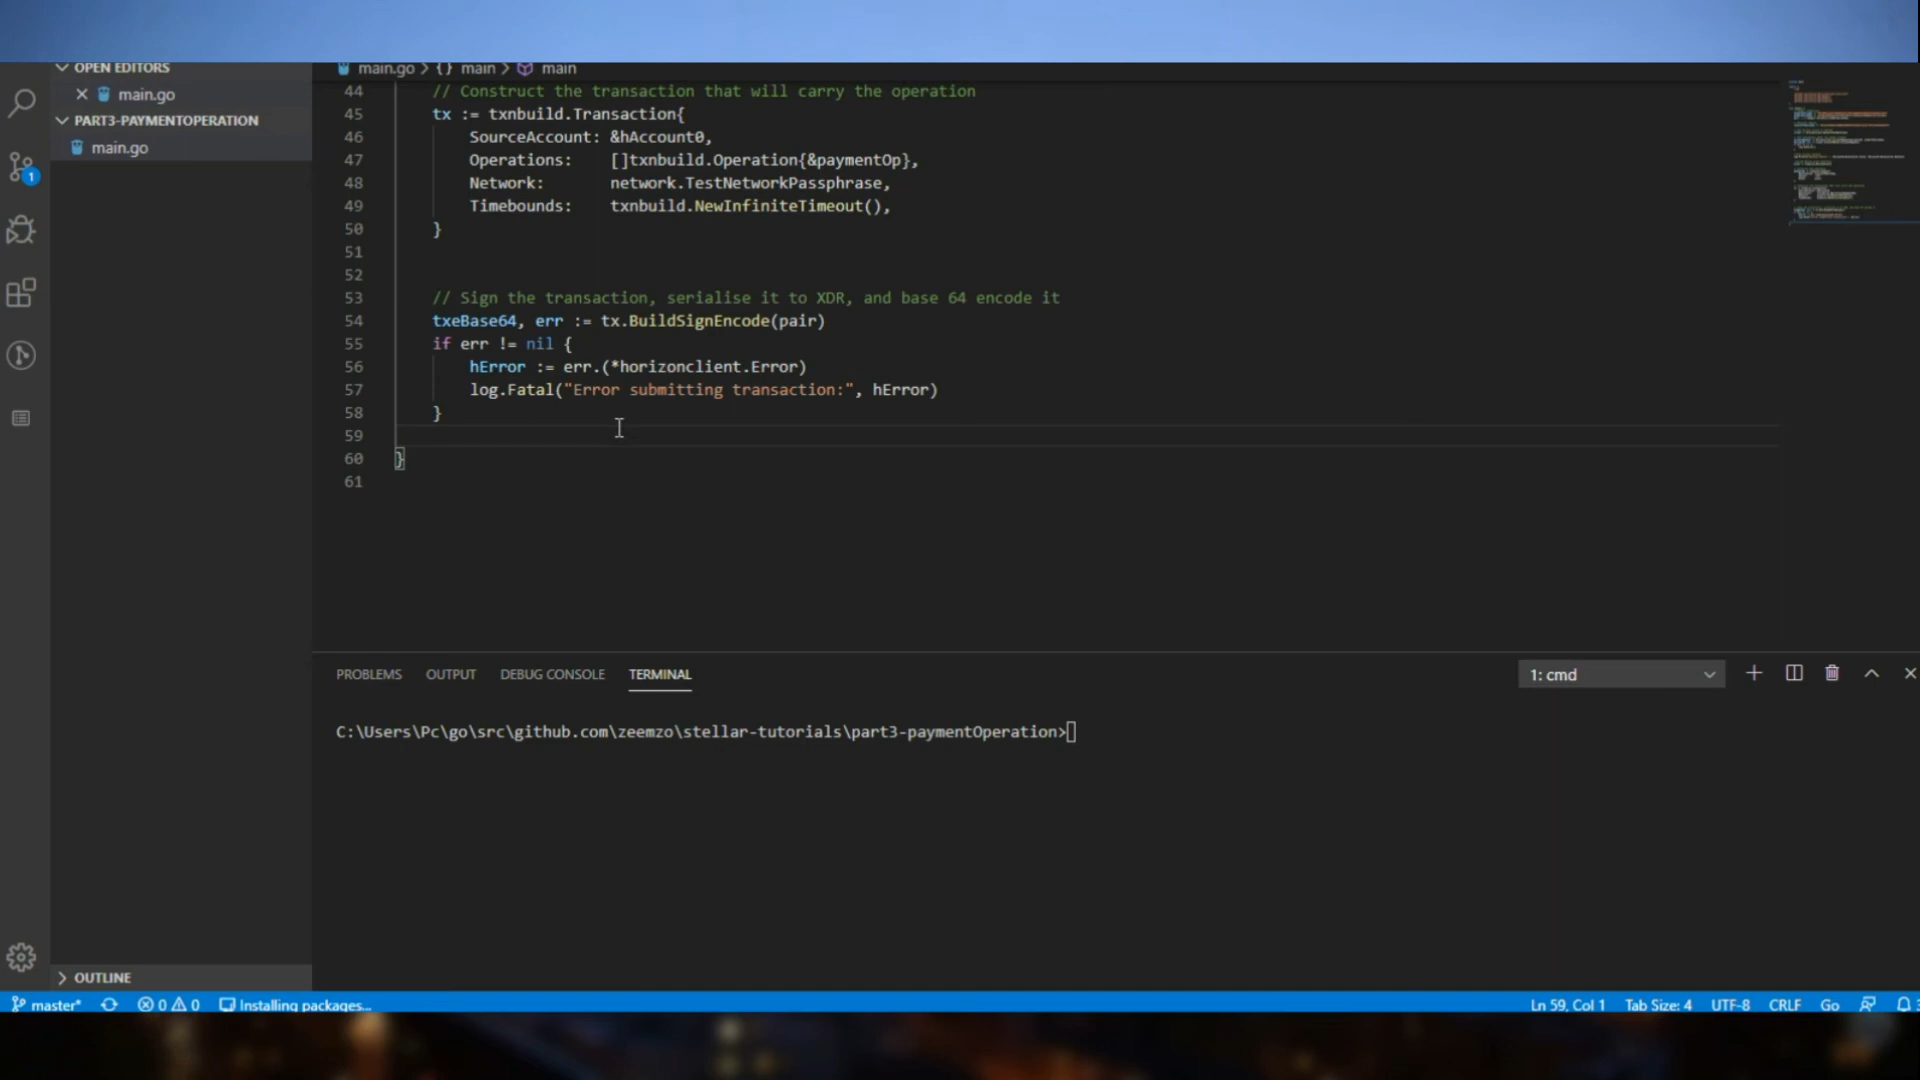 OPEN EDITORS
main.go
PART3-PAYMENTOPERATION
main.go
OUTLINE
main.go > {} main > main
44 // Construct the transaction that will carry the operation
45 tx := txnbuild.Transaction{
46 SourceAccount: &hAccount0,
47 Operations: []txnbuild.Operation{&paymentOp},
48 Network: network.TestNetworkPassphrase,
49 Timebounds: txnbuild.NewInfiniteTimeout(),
50 }
51
52
53 // Sign the transaction, serialise it to XDR, and base 64 encode it
54 txeBase64, err := tx.BuildSignEncode(pair)
55 if err != nil {
56 hError := err.(*horizonclient.Error)
57 log.Fatal("Error submitting transaction:", hError)
58 }
59
60 }
61
PROBLEMS OUTPUT DEBUG CONSOLE TERMINAL 1: cmd
C:\Users\Pc\go\src\github.com\zeemzo\stellar-tutorials\part3-paymentOperation>
master* 0 0 Installing packages... Ln 59, Col 1 Tab Size: 4 UTF-8 CRLF Go
1